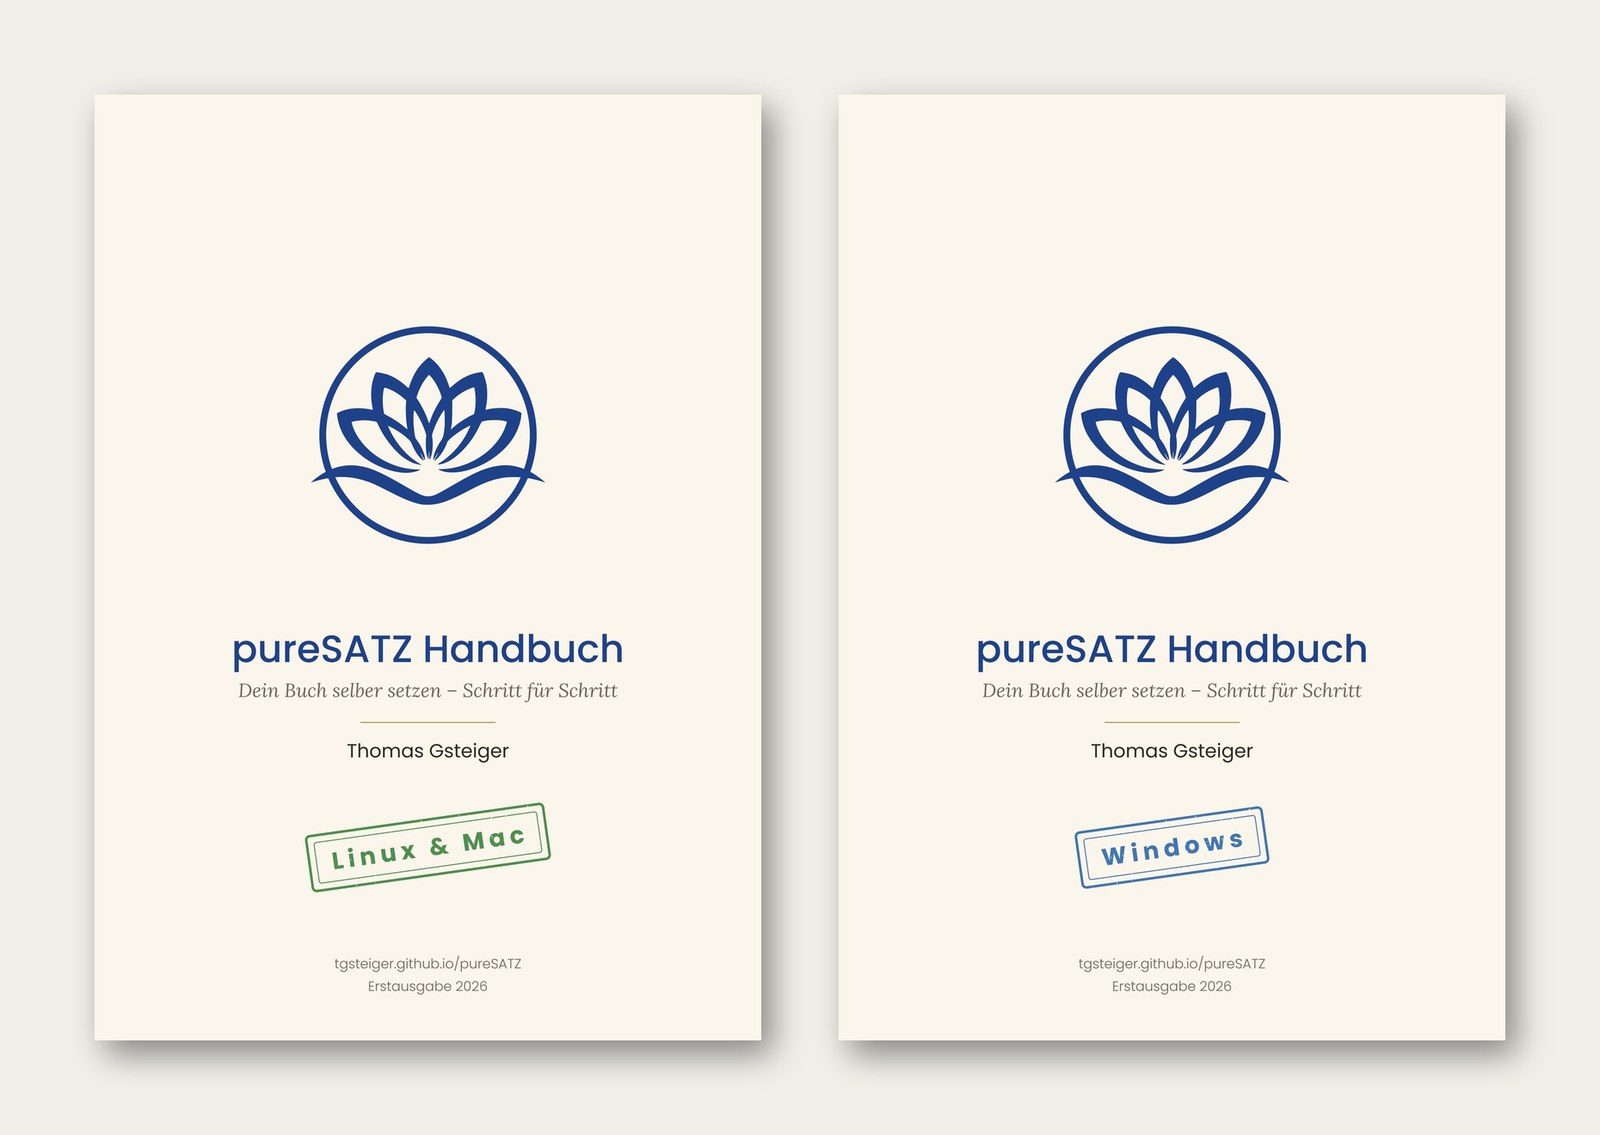 pureSATZ Handbuch
Dein Buch selber setzen – Schritt für Schritt
Thomas Gsteiger
Linux & Mac
tgsteiger.github.io/pureSATZ
Erstausgabe 2026
pureSATZ Handbuch
Dein Buch selber setzen – Schritt für Schritt
Thomas Gsteiger
Windows
tgsteiger.github.io/pureSATZ
Erstausgabe 2026